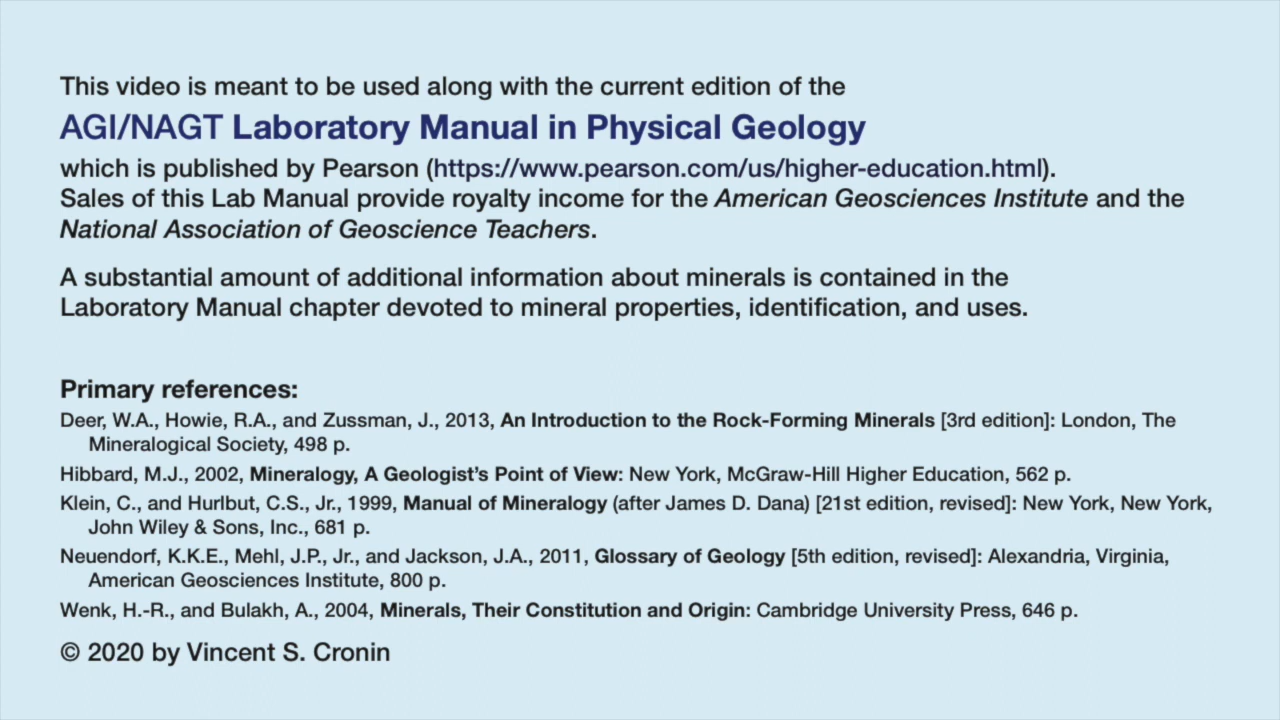 This video is meant to be used along with the current edition of the
AGI/NAGT Laboratory Manual in Physical Geology
which is published by Pearson (https://www.pearson.com/us/higher-education.html).
Sales of this Lab Manual provide royalty income for the American Geosciences Institute and the
National Association of Geoscience Teachers.
A substantial amount of additional information about minerals is contained in the
Laboratory Manual chapter devoted to mineral properties, identification, and uses.
Primary references:
Deer, W.A., Howie, R.A., and Zussman, J., 2013, An Introduction to the Rock-Forming Minerals [3rd edition]: London, The
Mineralogical Society, 498 p.
Hibbard, M.J., 2002, Mineralogy, A Geologist’s Point of View: New York, McGraw-Hill Higher Education, 562 p.
Klein, C., and Hurlbut, C.S., Jr., 1999, Manual of Mineralogy (after James D. Dana) [21st edition, revised]: New York, New York,
John Wiley & Sons, Inc., 681 p.
Neuendorf, K.K.E., Mehl, J.P., Jr., and Jackson, J.A., 2011, Glossary of Geology [5th edition, revised]: Alexandria, Virginia,
American Geosciences Institute, 800 p.
Wenk, H.-R., and Bulakh, A., 2004, Minerals, Their Constitution and Origin: Cambridge University Press, 646 p.
© 2020 by Vincent S. Cronin